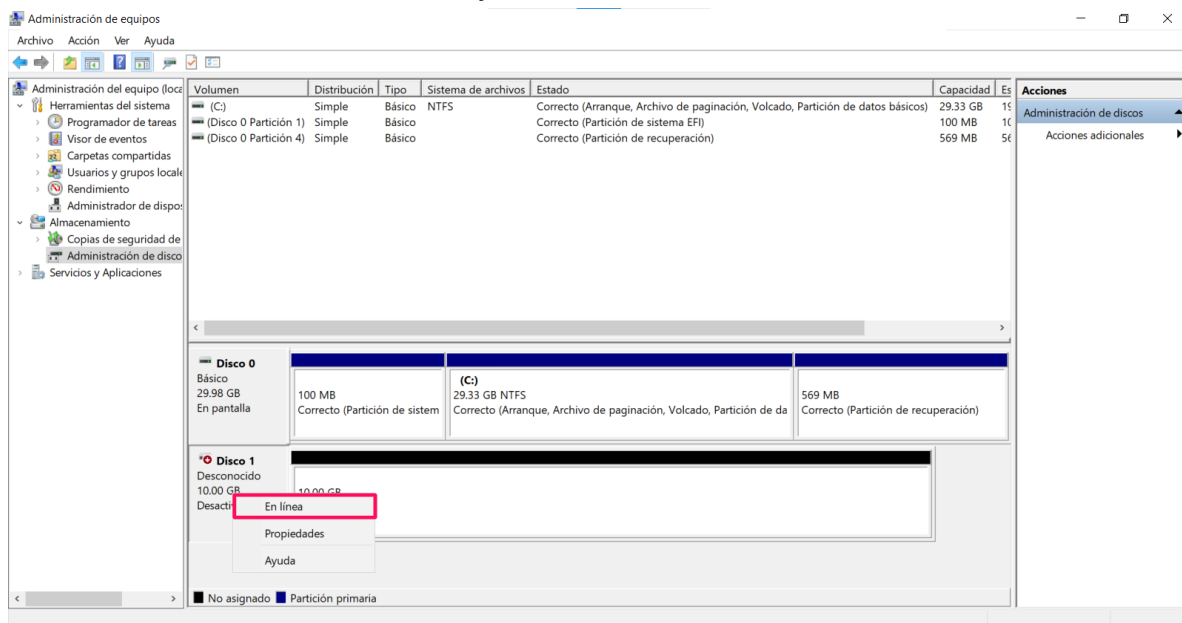 Administración de equipos
Archivo Acción Ver Ayuda
Administración del equipo (loca
Herramientas del sistema
Programador de tareas
Visor de eventos
Carpetas compartidas
Usuarios y grupos locale
Rendimiento
Administrador de dispos
Almacenamiento
Copias de seguridad de
Administración de disco
Servicios y Aplicaciones
Volumen Distribución Tipo Sistema de archivos Estado Capacidad Es
(C:) Simple Básico NTFS Correcto (Arranque, Archivo de paginación, Volcado, Partición de datos básicos) 29.33 GB 19
(Disco 0 Partición 1) Simple Básico Correcto (Partición de sistema EFI) 100 MB 10
(Disco 0 Partición 4) Simple Básico Correcto (Partición de recuperación) 569 MB 56
Disco 0
Básico
29.98 GB
En pantalla
100 MB
Correcto (Partición de sistem
(C:)
29.33 GB NTFS
Correcto (Arranque, Archivo de paginación, Volcado, Partición de da
569 MB
Correcto (Partición de recuperación)
Disco 1
Desconocido
10.00 GB
Desacti
10.00 GB
En línea
Propiedades
Ayuda
No asignado Partición primaria
Acciones
Administración de discos
Acciones adicionales